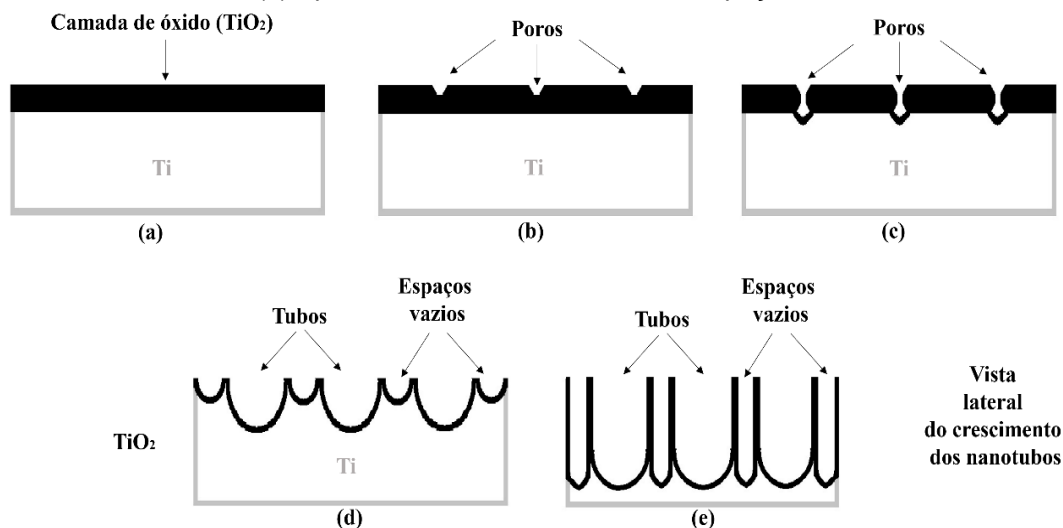 Camada de óxido (TiO₂)
Ti
(a)
Poros
Ti
(b)
Poros
Ti
(c)
Tubos
Espaços
vazios
TiO₂
Ti
(d)
Tubos
Espaços
vazios
(e)
Vista
lateral
do crescimento
dos nanotubos